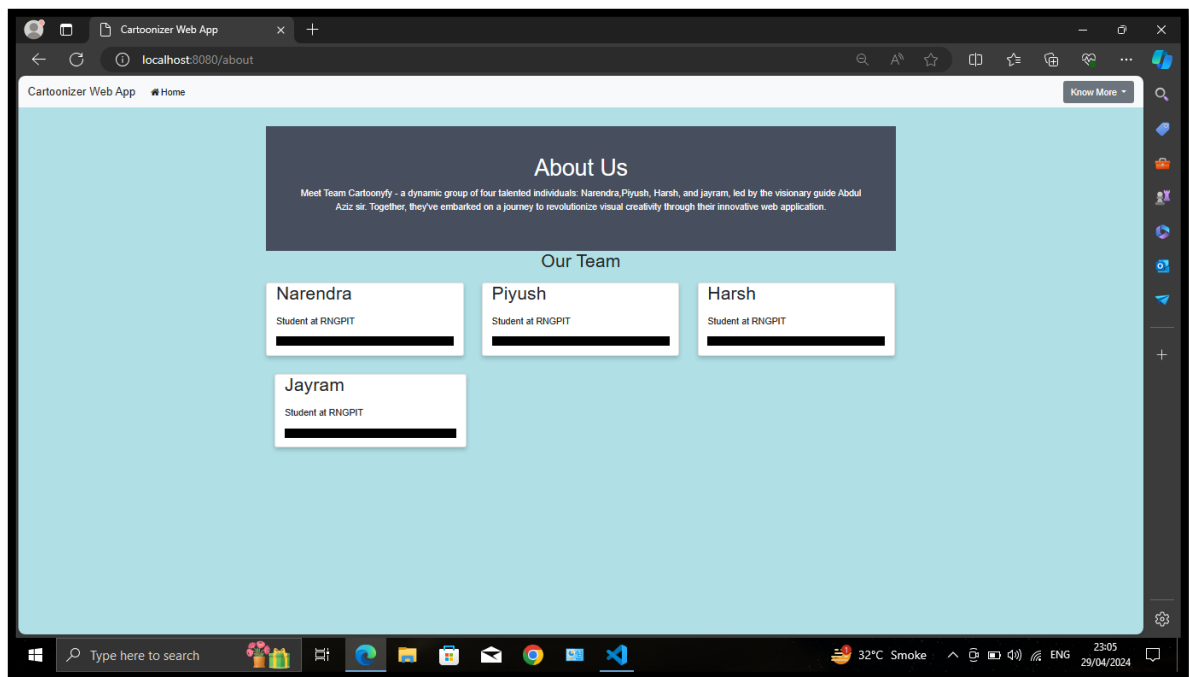 Cartoonizer Web App
localhost:8080/about
Cartoonizer Web App Home Know More
About Us
Meet Team Cartoonyfy - a dynamic group of four talented individuals: Narendra,Piyush, Harsh, and jayram, led by the visionary guide Abdul
Aziz sir. Together, they've embarked on a journey to revolutionize visual creativity through their innovative web application.
Our Team
Narendra
Student at RNGPIT
Piyush
Student at RNGPIT
Harsh
Student at RNGPIT
Jayram
Student at RNGPIT
Type here to search
32°C Smoke
ENG
23:05
29/04/2024